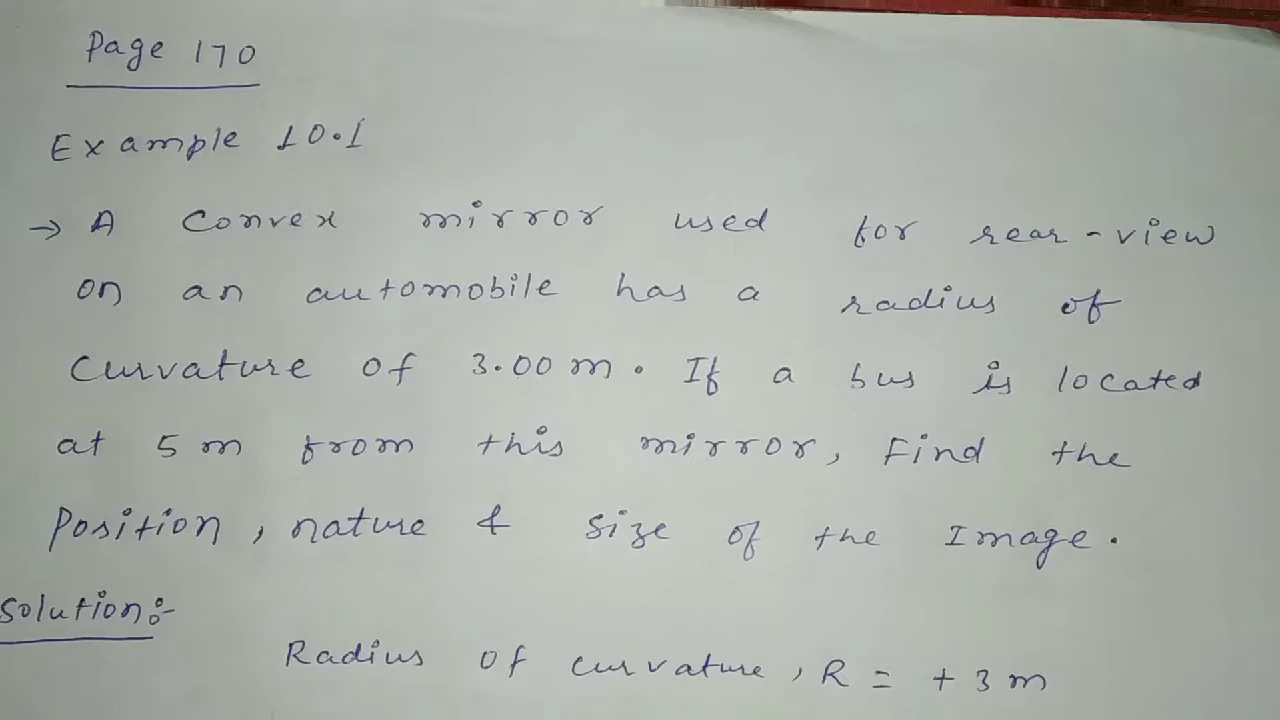 Page 170
Example 10.1
→ A convex mirror used for rear-view
on an automobile has a radius of
curvature of 3.00 m. If a bus is located
at 5 m from this mirror, Find the
Position, nature & size of the Image.
Solution:-
Radius of curvature, R = + 3 m